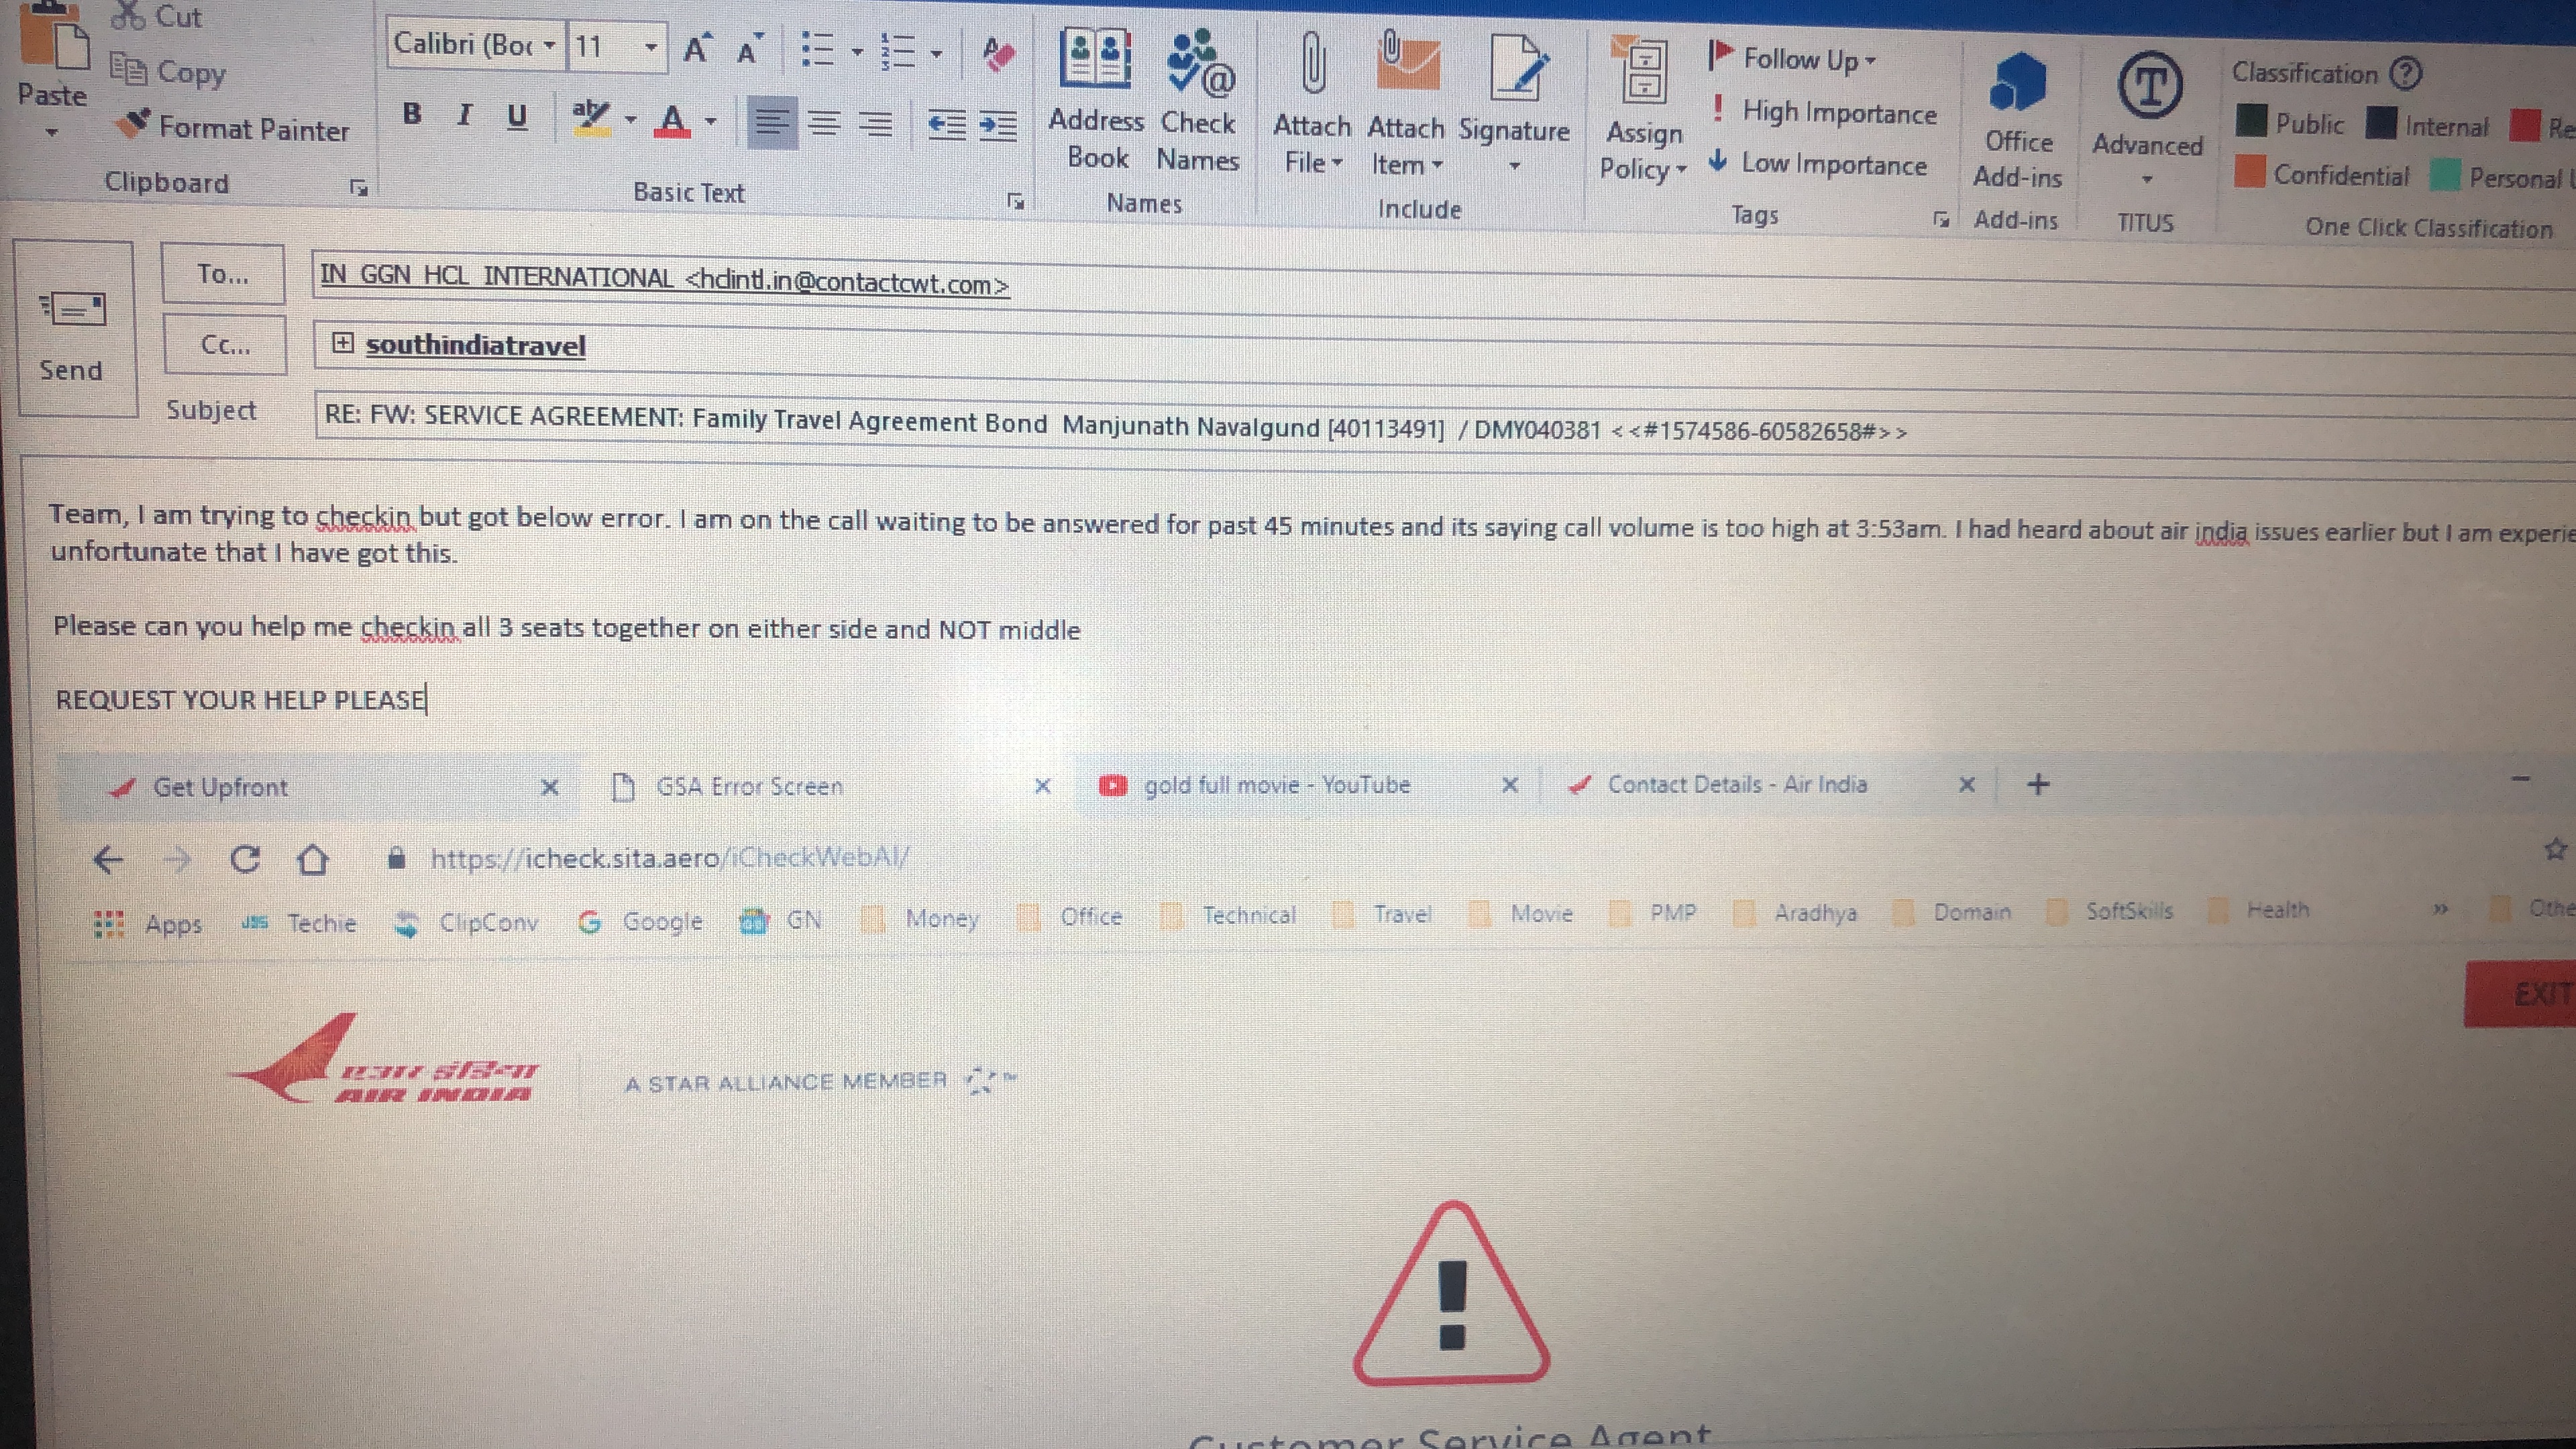 Cut
Copy
Paste
Format Painter
Clipboard
Calibri (Boc 11
B I U
Basic Text
Address Book
Check Names
Names
Attach File
Attach Item
Signature
Include
Assign Policy
Follow Up
High Importance
Low Importance
Tags
Office Add-ins
Add-ins
Advanced
TITUS
Classification
Public Internal Re
Confidential Personal U
One Click Classification
Send
To... IN GGN HCL INTERNATIONAL <hclintl.in@contactcwt.com>
Cc... southindiatravel
Subject RE: FW: SERVICE AGREEMENT: Family Travel Agreement Bond Manjunath Navalgund [40113491] / DMY040381 <<#1574586-60582658#>>
Team, I am trying to checkin but got below error. I am on the call waiting to be answered for past 45 minutes and its saying call volume is too high at 3:53am. I had heard about air india issues earlier but I am experie
unfortunate that I have got this.
Please can you help me checkin all 3 seats together on either side and NOT middle
REQUEST YOUR HELP PLEASE
Get Upfront GSA Error Screen gold full movie - YouTube Contact Details - Air India
https://icheck.sita.aero/iCheckWebAI/
Apps Techie ClipConv Google GN Money Office Technical Travel Movie PMP Aradhya Domain SoftSkills Health Othe
EXIT
एअर इंडिया
AIR INDIA
A STAR ALLIANCE MEMBER
Customer Service Agent